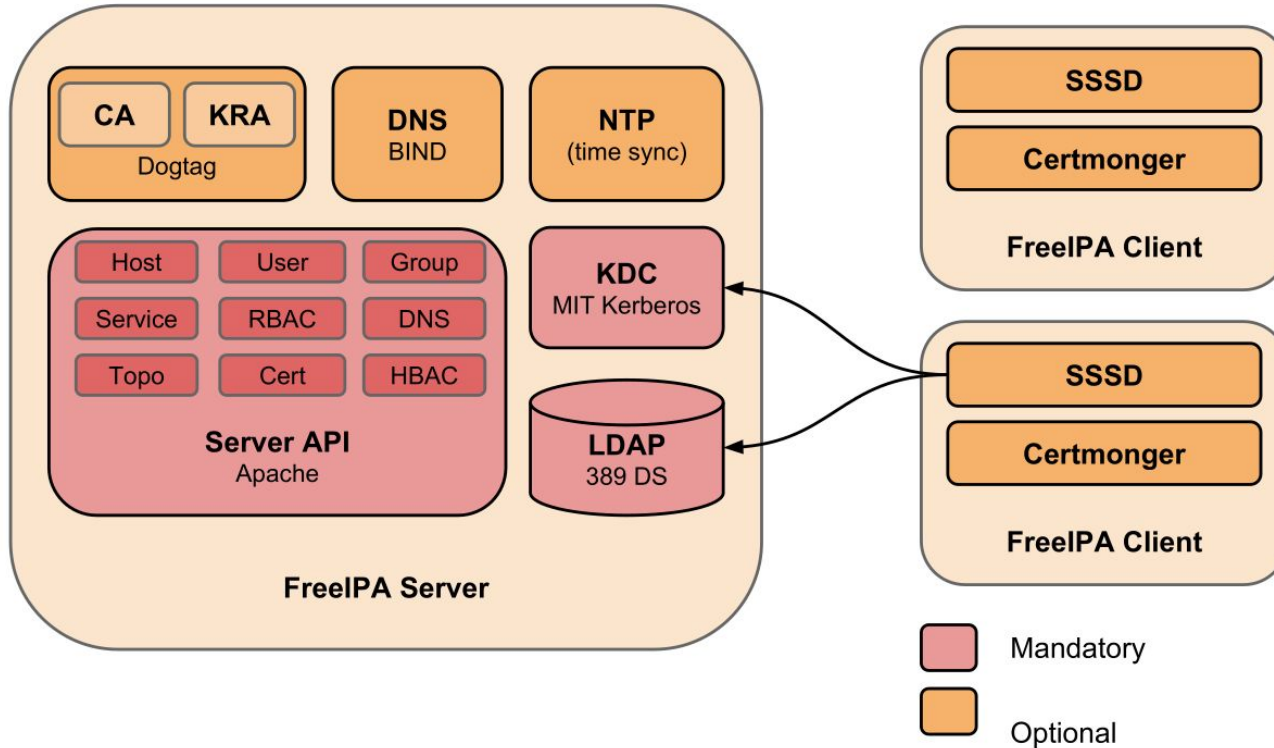 CA
KRA
Dogtag
DNS
BIND
NTP
(time sync)
Host
User
Group
Service
RBAC
DNS
Topo
Cert
HBAC
Server API
Apache
KDC
MIT Kerberos
LDAP
389 DS
FreeIPA Server
SSSD
Certmonger
FreeIPA Client
SSSD
Certmonger
FreeIPA Client
Mandatory
Optional